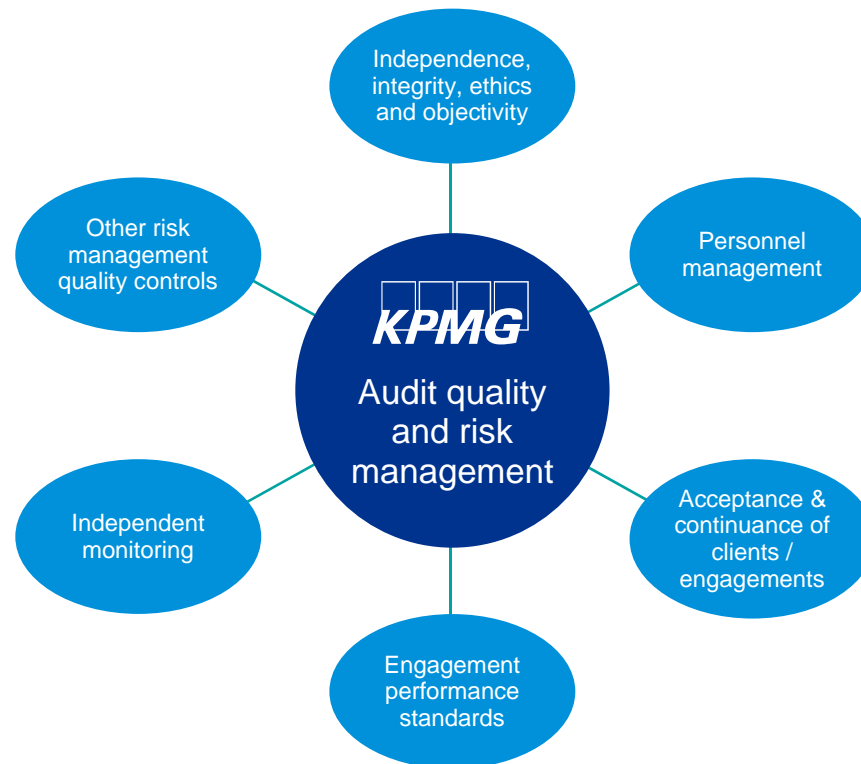 Independence,
integrity, ethics
and objectivity
Other risk
management
quality controls
Personnel
management
KPMG
Audit quality
and risk
management
Independent
monitoring
Acceptance &
continuance of
clients /
engagements
Engagement
performance
standards